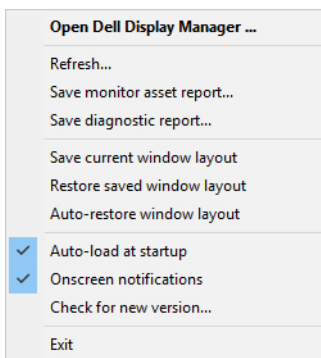 Open Dell Display Manager ...
Refresh...
Save monitor asset report...
Save diagnostic report...
Save current window layout
Restore saved window layout
Auto-restore window layout
Auto-load at startup
Onscreen notifications
Check for new version...
Exit